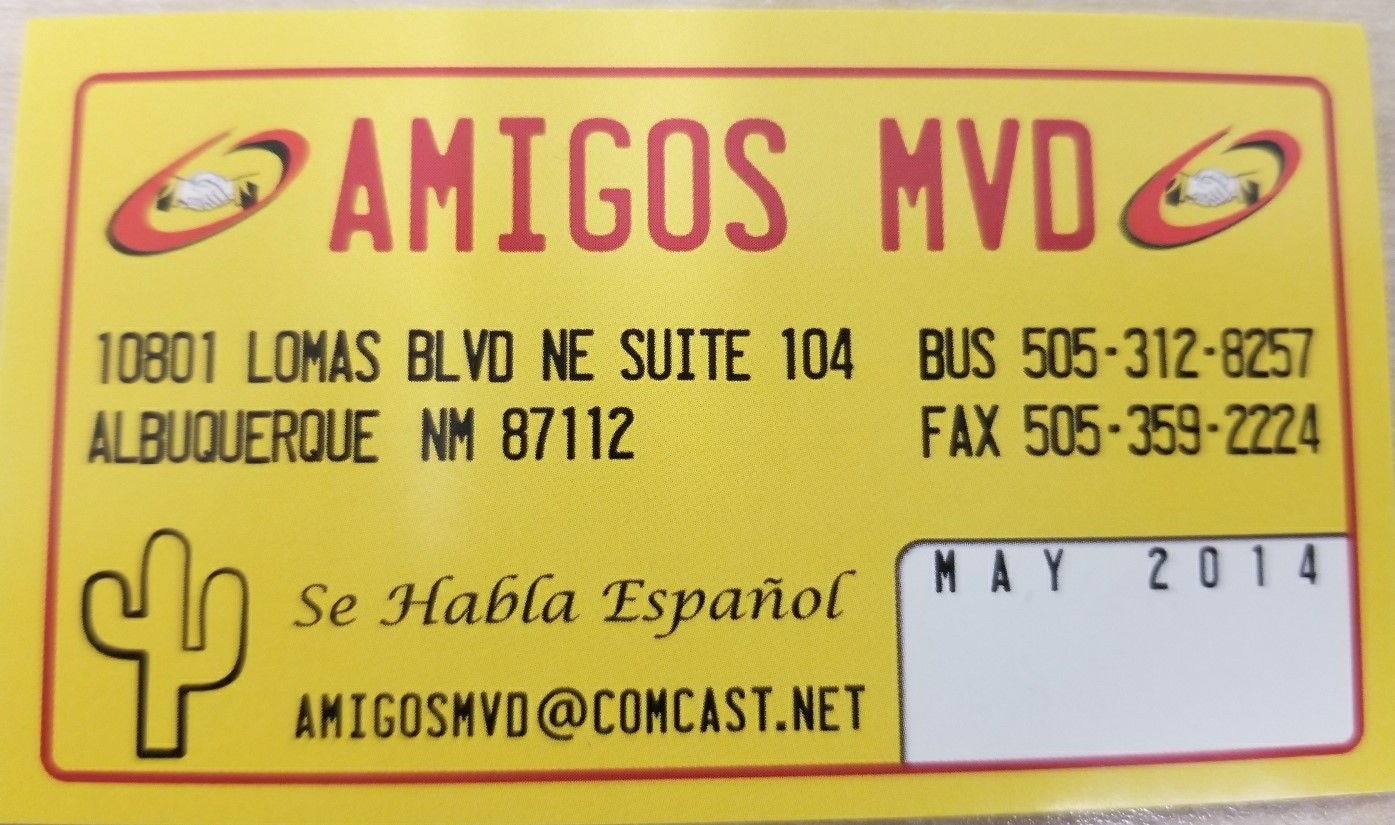 AMIGOS MVD
10801 LOMAS BLVD NE SUITE 104
ALBUQUERQUE NM 87112
BUS 505·312·8257
FAX 505·359·2224
Se Habla Español
AMIGOSMVD@COMCAST.NET
MAY 2014